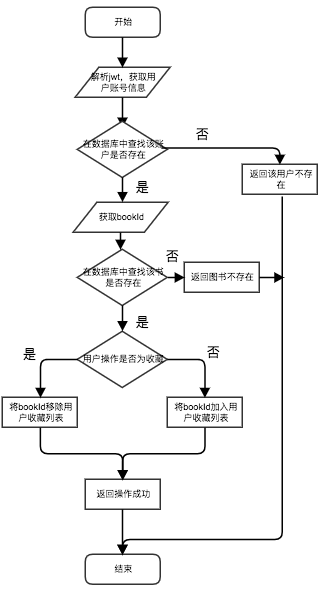 开始
解析jwt，获取用
户账号信息
在数据库中查找该账
户是否存在
否
返回该用户不存
在
是
获取bookId
在数据库中查找该书
是否存在
否
返回图书不存在
是
用户操作是否为收藏
是
否
将bookId移除用
户收藏列表
将bookId加入用
户收藏列表
返回操作成功
结束